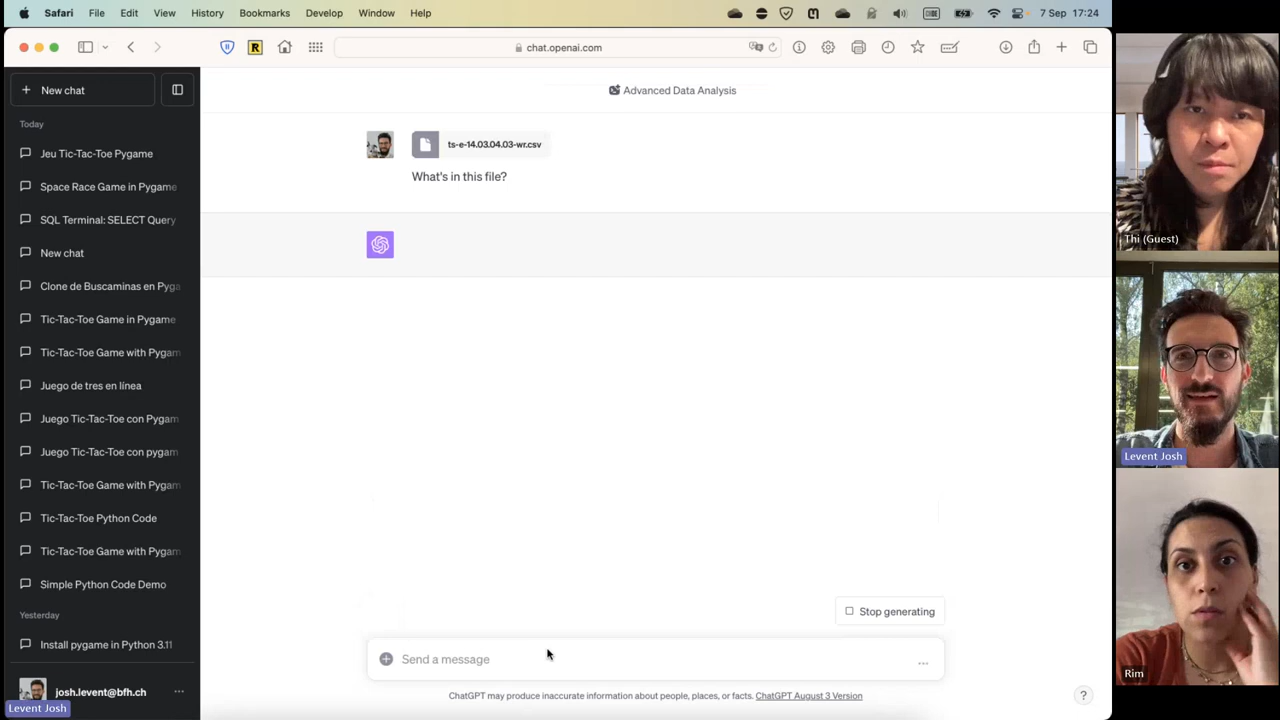 Safari File Edit View History Bookmarks Develop Window Help 7 Sep 17:24
chat.openai.com
New chat
Today
Jeu Tic-Tac-Toe Pygame
Space Race Game in Pygame
SQL Terminal: SELECT Query
New chat
Clone de Buscaminas en Pyga
Tic-Tac-Toe Game in Pygame
Tic-Tac-Toe Game with Pygam
Juego de tres en línea
Juego Tic-Tac-Toe con Pygam
Juego Tic-Tac-Toe con pygam
Tic-Tac-Toe Game with Pygam
Tic-Tac-Toe Python Code
Tic-Tac-Toe Game with Pygam
Simple Python Code Demo
Yesterday
Install pygame in Python 3.11
josh.levent@bfh.ch
Levent Josh
Advanced Data Analysis
ts-e-14.03.04.03-wr.csv
What's in this file?
Stop generating
Send a message
ChatGPT may produce inaccurate information about people, places, or facts. ChatGPT August 3 Version
?
Thi (Guest)
Levent Josh
Rim